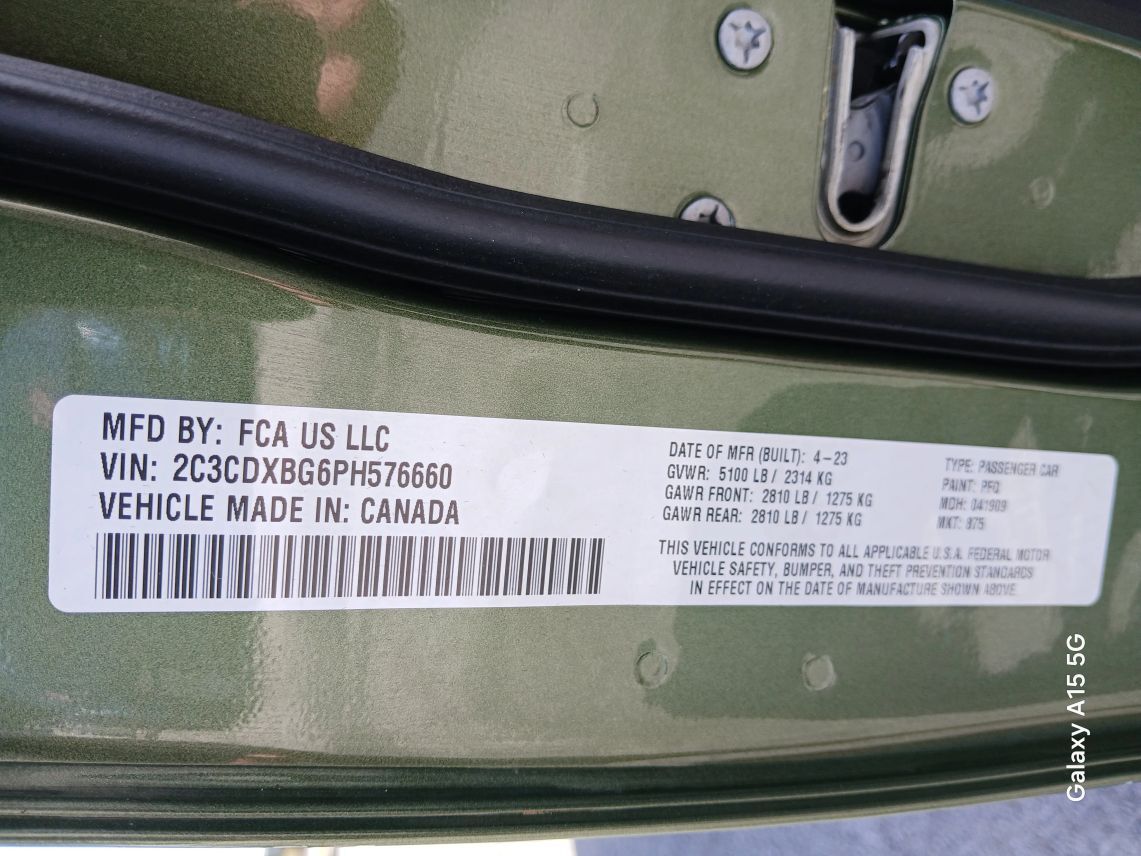 MFD BY: FCA US LLC
VIN: 2C3CDXBG6PH576660
VEHICLE MADE IN: CANADA
DATE OF MFR (BUILT): 4-23
GVWR: 5100 LB / 2314 KG
GAWR FRONT: 2810 LB / 1275 KG
GAWR REAR: 2810 LB / 1275 KG
TYPE: PASSENGER CAR
PAINT: PFQ
MDH: 041909
MKT: 975
THIS VEHICLE CONFORMS TO ALL APPLICABLE U.S.A. FEDERAL MOTOR
VEHICLE SAFETY, BUMPER, AND THEFT PREVENTION STANDARDS
IN EFFECT ON THE DATE OF MANUFACTURE SHOWN ABOVE.
Galaxy A15 5G